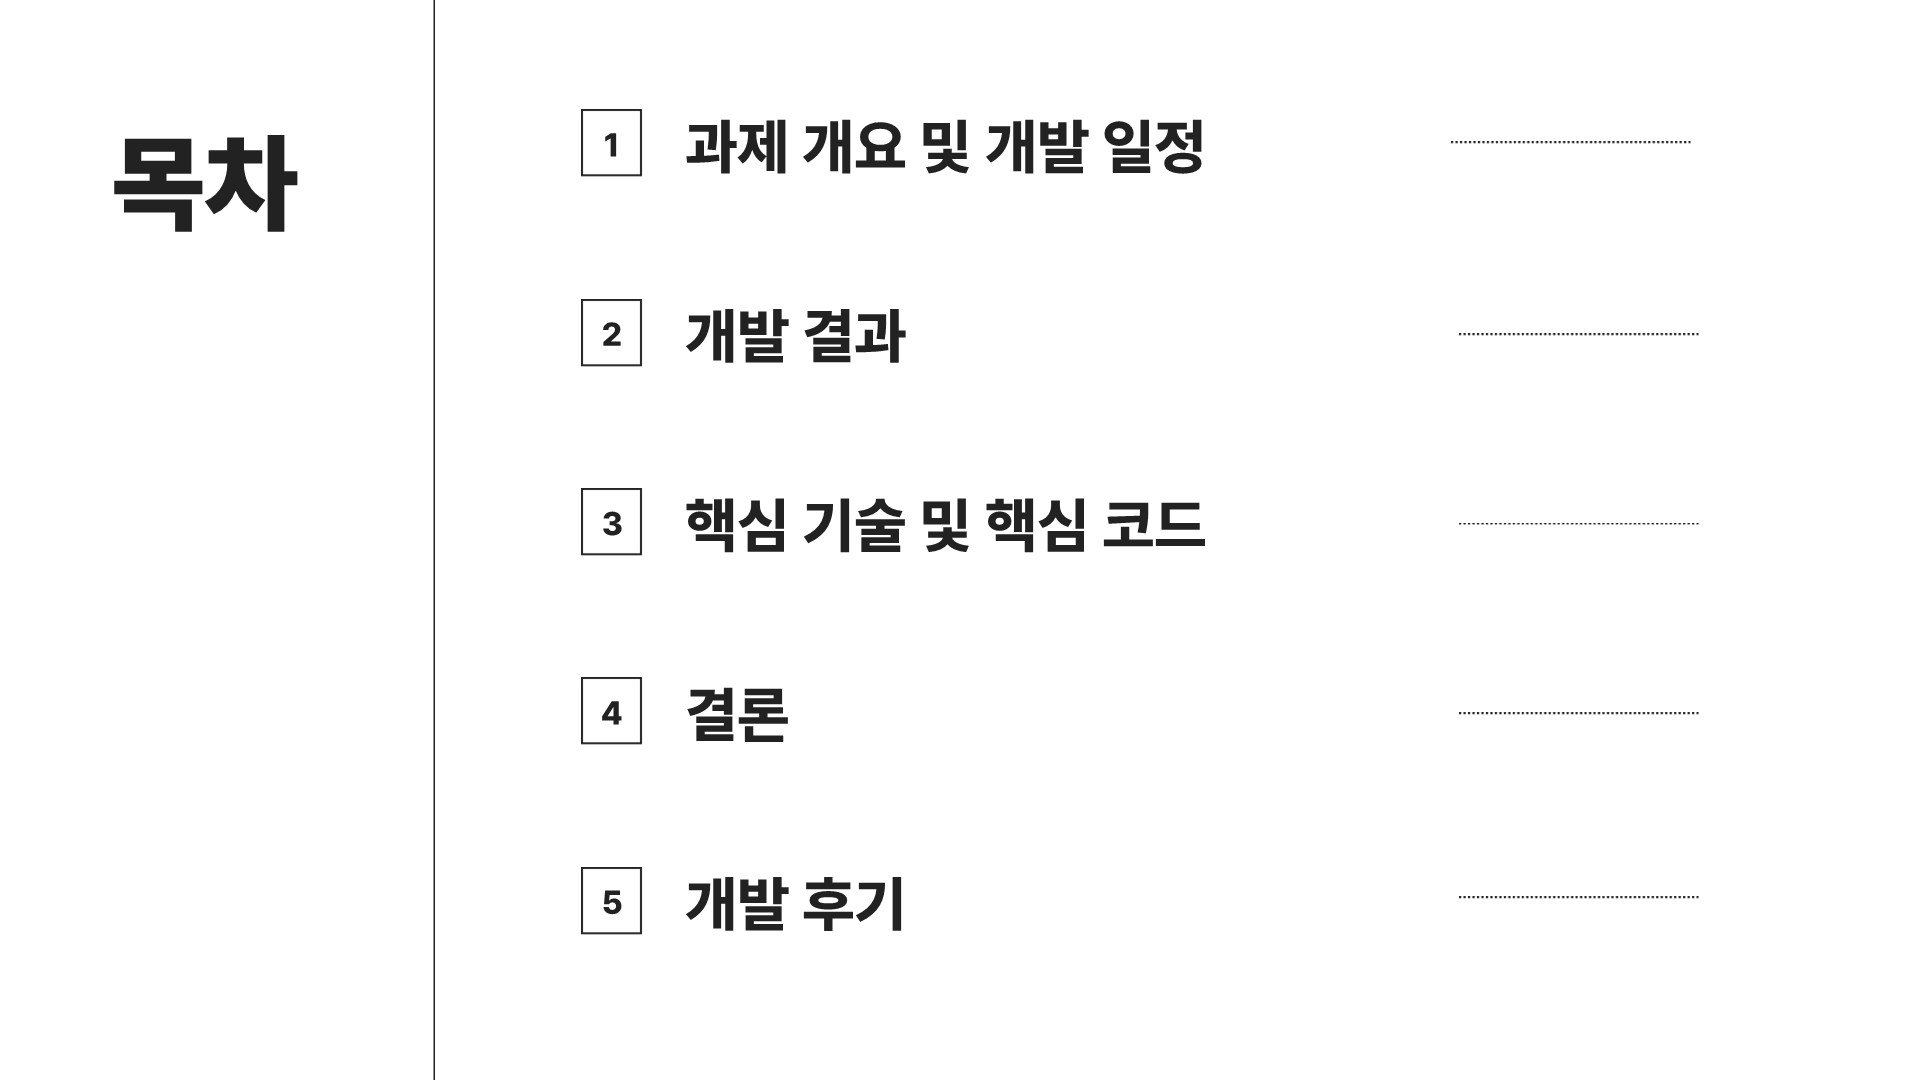 목차
1 과제 개요 및 개발 일정
2 개발 결과
3 핵심 기술 및 핵심 코드
4 결론
5 개발 후기